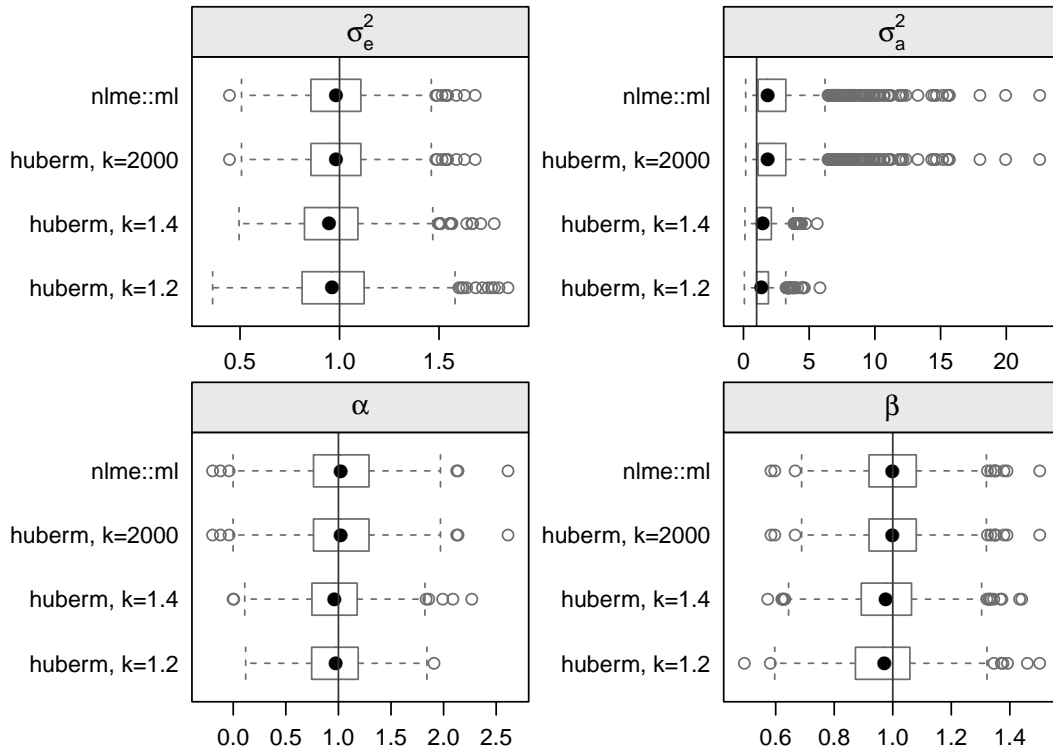 σ²ₑ
σ²ₐ
nlme::ml
huberm, k=2000
huberm, k=1.4
huberm, k=1.2
nlme::ml
huberm, k=2000
huberm, k=1.4
huberm, k=1.2
0.5 1.0 1.5
0 5 10 15 20
α
β
nlme::ml
huberm, k=2000
huberm, k=1.4
huberm, k=1.2
nlme::ml
huberm, k=2000
huberm, k=1.4
huberm, k=1.2
0.0 0.5 1.0 1.5 2.0 2.5
0.6 0.8 1.0 1.2 1.4